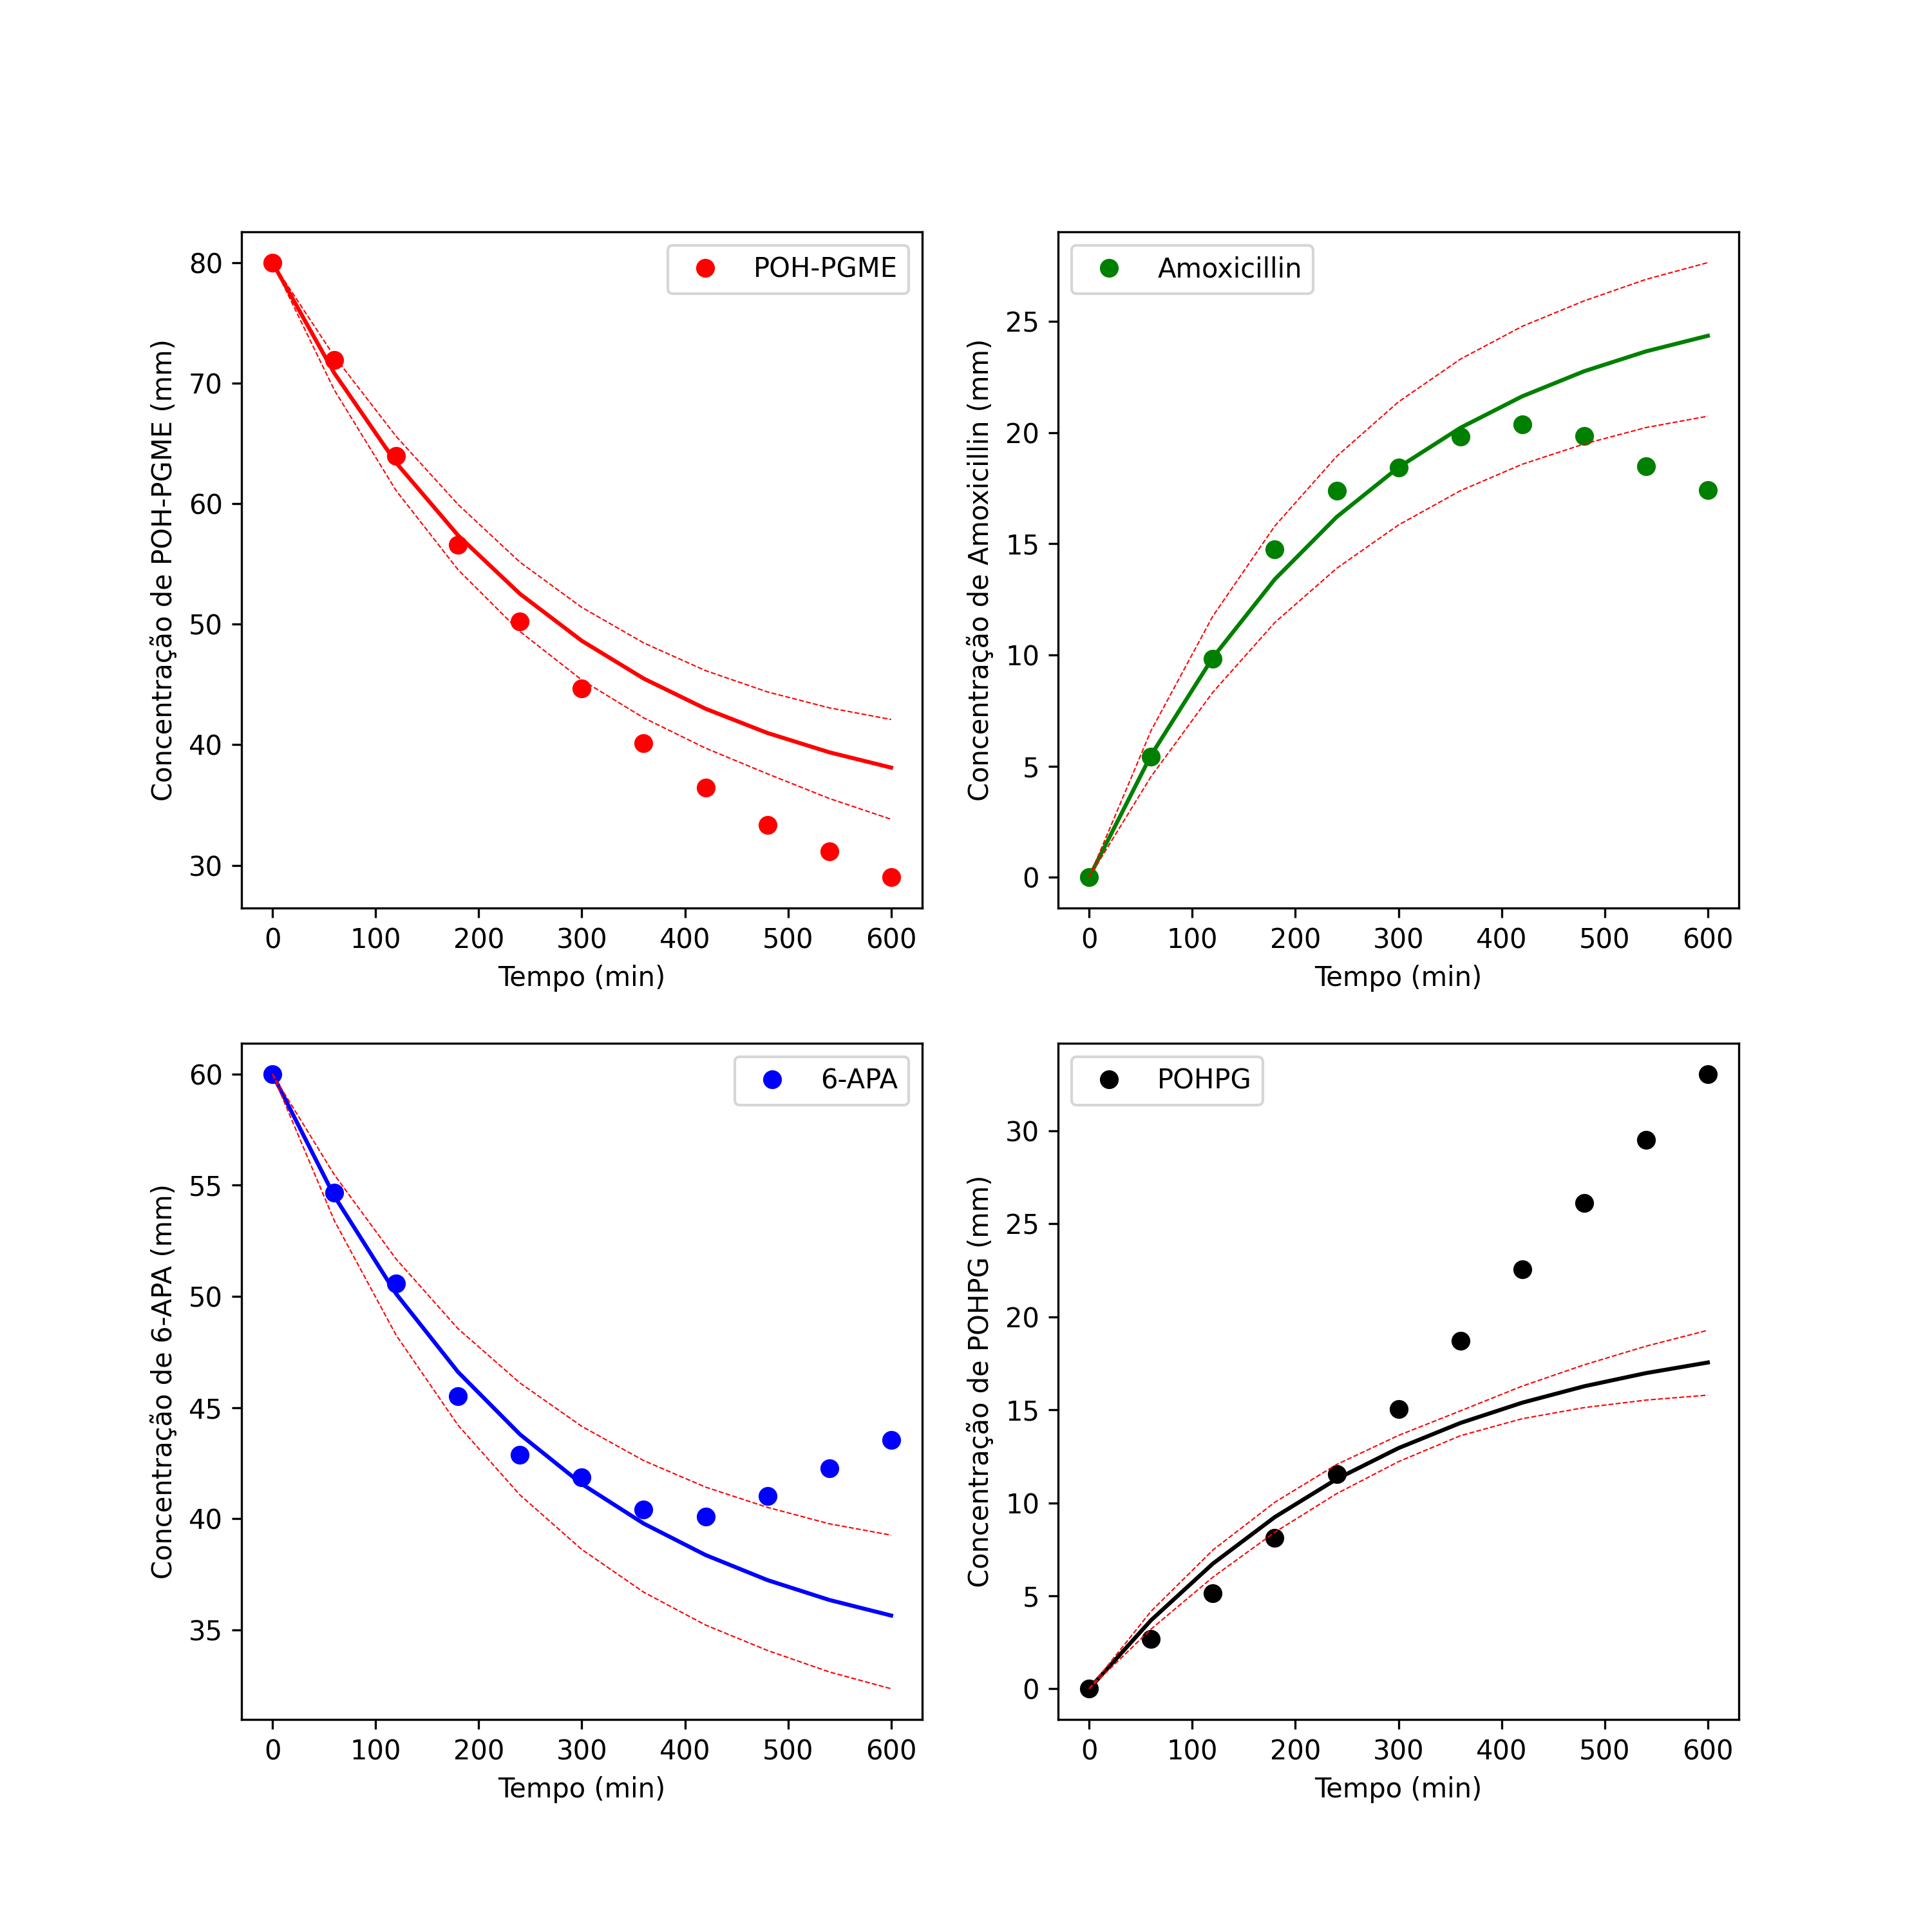 POH-PGME
Concentração de POH-PGME (mm)
80
70
60
50
40
30
0 100 200 300 400 500 600
Tempo (min)
Amoxicillin
Concentração de Amoxicillin (mm)
25
20
15
10
5
0
0 100 200 300 400 500 600
Tempo (min)
6-APA
Concentração de 6-APA (mm)
60
55
50
45
40
35
0 100 200 300 400 500 600
Tempo (min)
POHPG
Concentração de POHPG (mm)
30
25
20
15
10
5
0
0 100 200 300 400 500 600
Tempo (min)